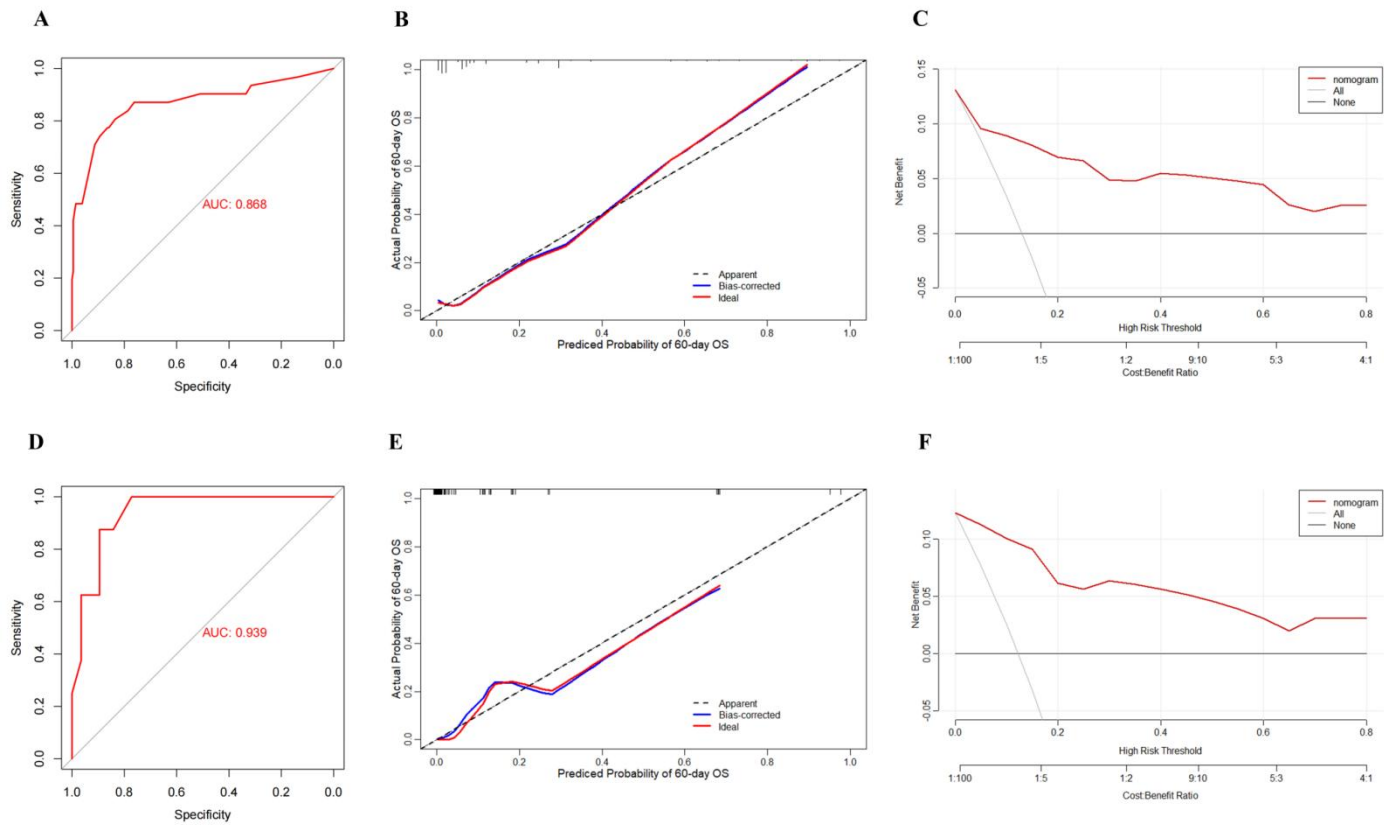 A
Sensitivity
0.0 0.2 0.4 0.6 0.8 1.0
AUC: 0.868
1.0 0.8 0.6 0.4 0.2 0.0
Specificity
B
Actual Probability of 60-day OS
0.0 0.2 0.4 0.6 0.8 1.0
Apparent
Bias-corrected
Ideal
0.0 0.2 0.4 0.6 0.8 1.0
Prediced Probability of 60-day OS
C
Net Benefit
-0.05 0.00 0.05 0.10 0.15
nomogram
All
None
0.0 0.2 0.4 0.6 0.8
High Risk Threshold
1:100 1:5 1:2 9:10 5:3 4:1
Cost:Benefit Ratio
D
Sensitivity
0.0 0.2 0.4 0.6 0.8 1.0
AUC: 0.939
1.0 0.8 0.6 0.4 0.2 0.0
Specificity
E
Actual Probability of 60-day OS
0.0 0.2 0.4 0.6 0.8 1.0
Apparent
Bias-corrected
Ideal
0.0 0.2 0.4 0.6 0.8 1.0
Prediced Probability of 60-day OS
F
Net Benefit
-0.05 0.00 0.05 0.10
nomogram
All
None
0.0 0.2 0.4 0.6 0.8
High Risk Threshold
1:100 1:5 1:2 9:10 5:3 4:1
Cost:Benefit Ratio